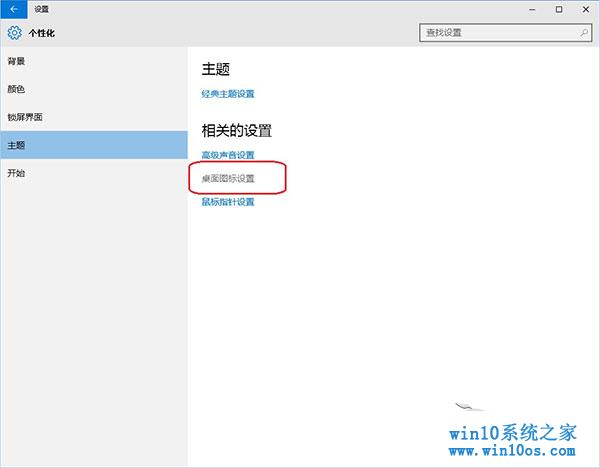 设置
个性化
查找设置
背景
颜色
锁屏界面
主题
开始
主题
经典主题设置
相关的设置
高级声音设置
桌面图标设置
鼠标指针设置
win10系统之家
www.win10os.com